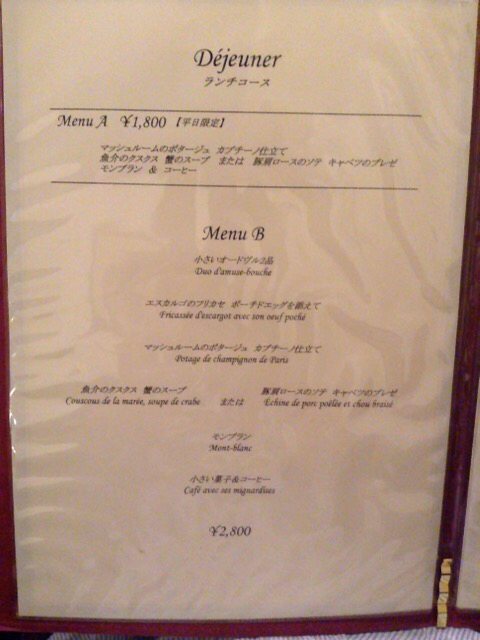 Déjeuner
ランチコース
Menu A ¥1,800 【平日限定】
マッシュルームのポタージュ カプチーノ仕立て
魚介のクスクス 蟹のスープ または 豚肩ロースのソテ キャベツのブレゼ
モンブラン & コーヒー
Menu B
小さいオードヴル2品
Duo d'amuse-bouche
エスカルゴのフリカセ ポーチドエッグを添えて
Fricassée d'escargot avec son oeuf poché
マッシュルームのポタージュ カプチーノ仕立て
Potage de champignon de Paris
魚介のクスクス 蟹のスープ 豚肩ロースのソテ キャベツのブレゼ
Couscous de la marée, soupe de crabe または Échine de porc poêlée et chou braisé
モンブラン
Mont-blanc
小さい菓子&コーヒー
Café avec ses mignardises
¥2,800